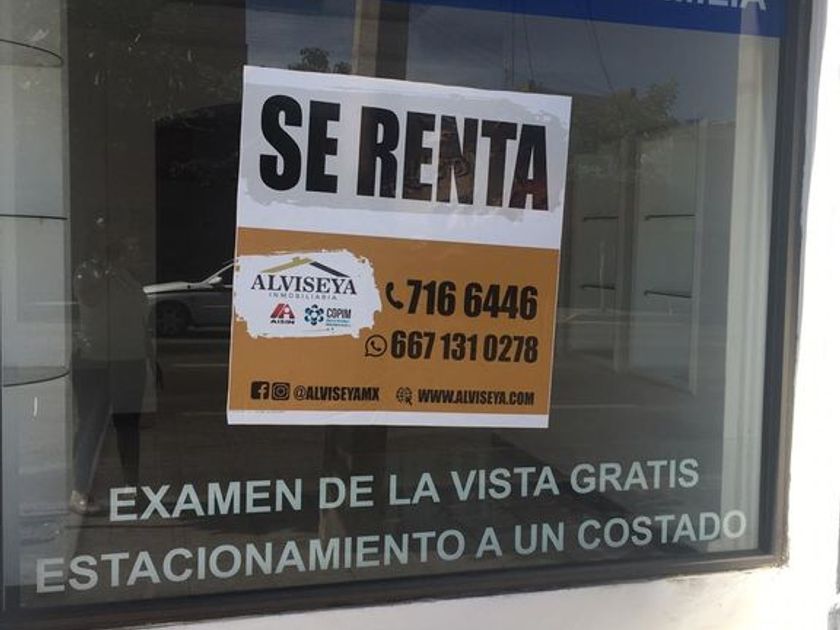 SE RENTA
ALVISEYA
INMOBILIARIA
AISIN COPIM
716 6446
667 131 0278
@ALVISEYAMX WWW.ALVISEYA.COM
EXAMEN DE LA VISTA GRATIS
ESTACIONAMIENTO A UN COSTADO